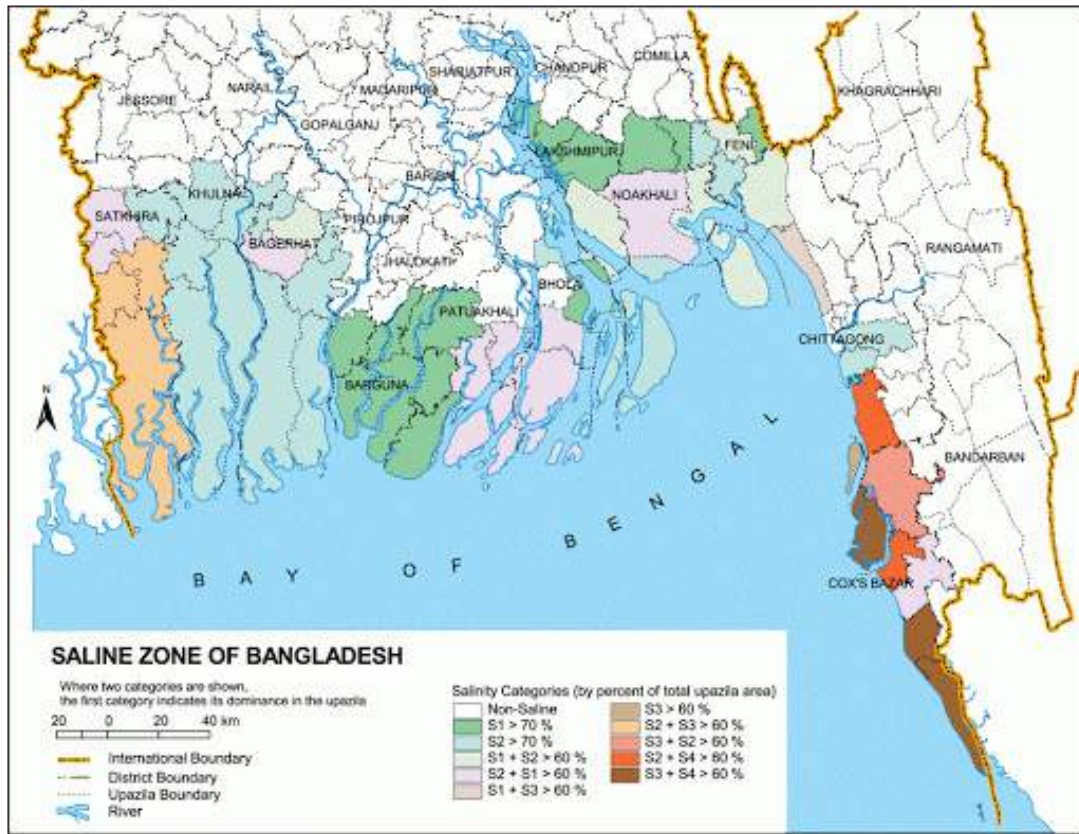 COMILLA
SHARIATPUR
CHANDPUR
NARAIL
MADARIPUR
KHAGRACHHARI
JESSORE
GOPALGANJ
LAKSHMIPUR
FENI
BARISAL
KHULNA
NOAKHALI
SATKHIRA
PIROJPUR
BAGERHAT
RANGAMATI
JHALOKATI
BHOLA
PATUAKHALI
CHITTAGONG
BARGUNA
N
BANDARBAN
BAY OF BENGAL
COX'S BAZAR
SALINE ZONE OF BANGLADESH
Where two categories are shown,
the first category indicates its dominance in the upazila
20 0 20 40 km
International Boundary
District Boundary
Upazila Boundary
River
Salinity Categories (by percent of total upazila area)
Non-Saline
S1 > 70 %
S2 > 70 %
S1 + S2 > 60 %
S2 + S1 > 60 %
S1 + S3 > 60 %
S3 > 60 %
S2 + S3 > 60 %
S3 + S2 > 60 %
S2 + S4 > 60 %
S3 + S4 > 60 %